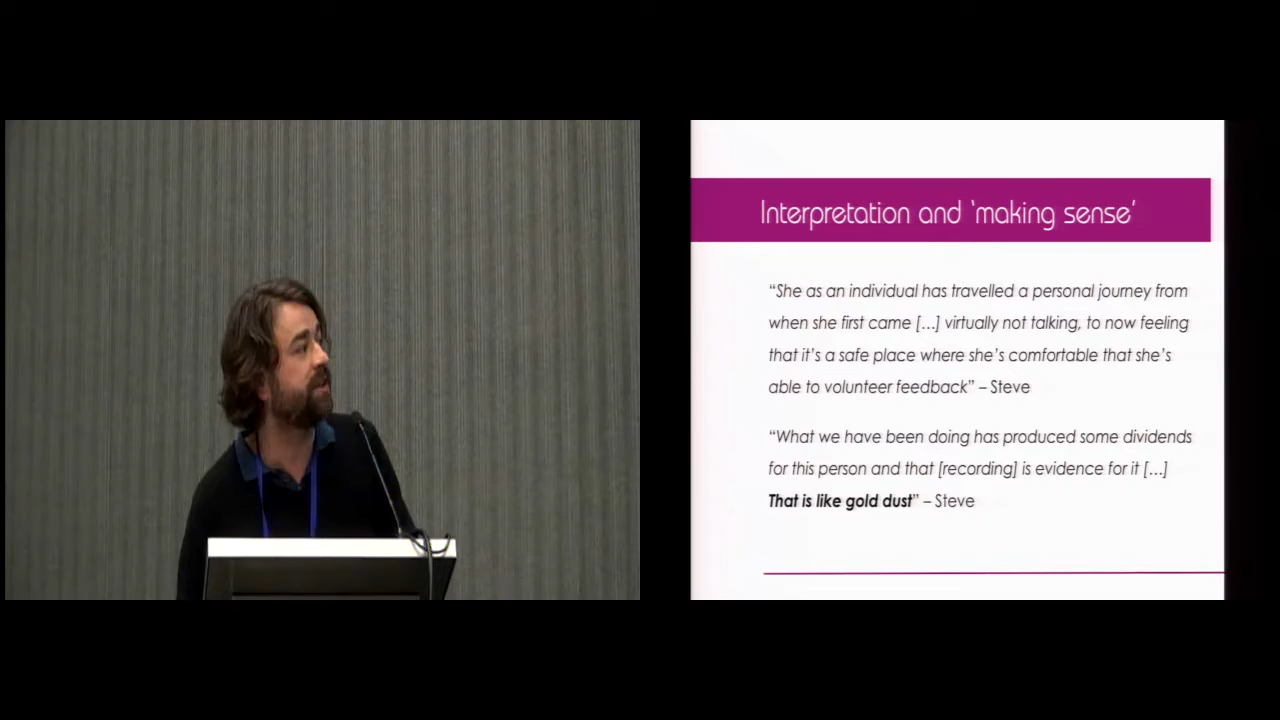 Interpretation and ‘making sense’
“She as an individual has travelled a personal journey from
when she first came [...] virtually not talking, to now feeling
that it’s a safe place where she’s comfortable that she’s
able to volunteer feedback” – Steve
“What we have been doing has produced some dividends
for this person and that [recording] is evidence for it [...]
That is like gold dust” – Steve